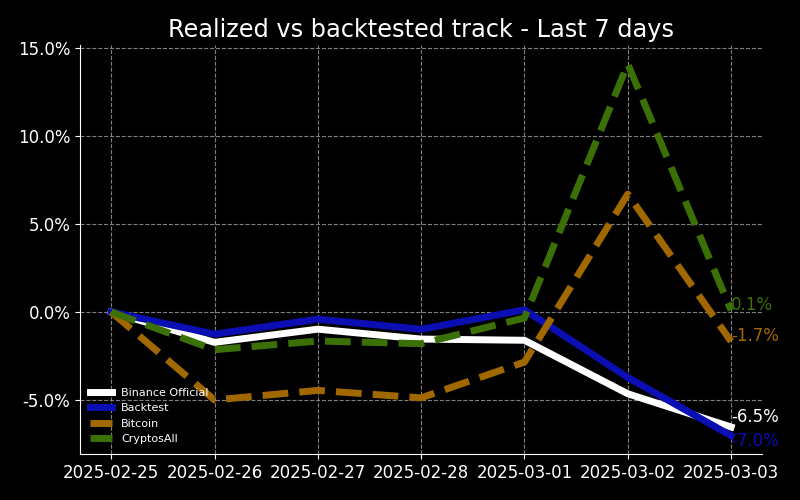 Realized vs backtested track - Last 7 days
15.0%
10.0%
5.0%
0.0%
-5.0%
0.1%
-1.7%
-6.5%
-7.0%
Binance Official
Backtest
Bitcoin
CryptosAll
2025-02-25 2025-02-26 2025-02-27 2025-02-28 2025-03-01 2025-03-02 2025-03-03